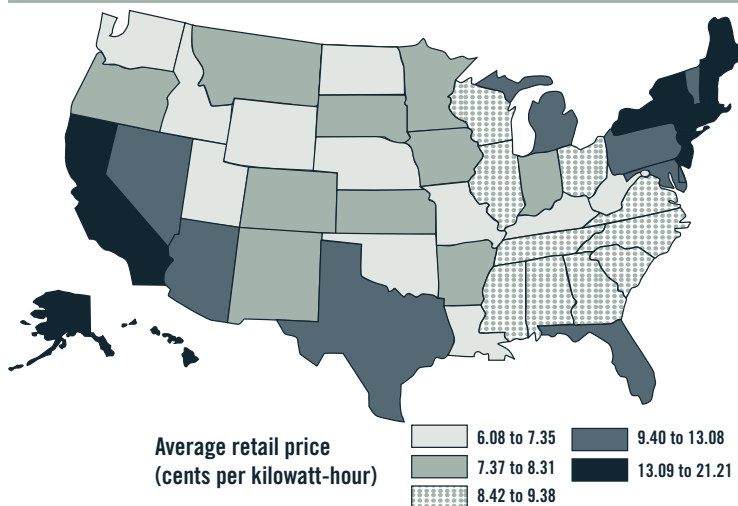 Average retail price
(cents per kilowatt-hour)
6.08 to 7.35
7.37 to 8.31
8.42 to 9.38
9.40 to 13.08
13.09 to 21.21